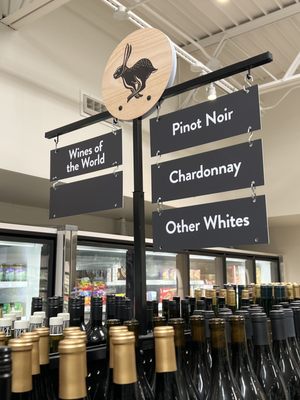 Wines of
the World
Pinot Noir
Chardonnay
Other Whites